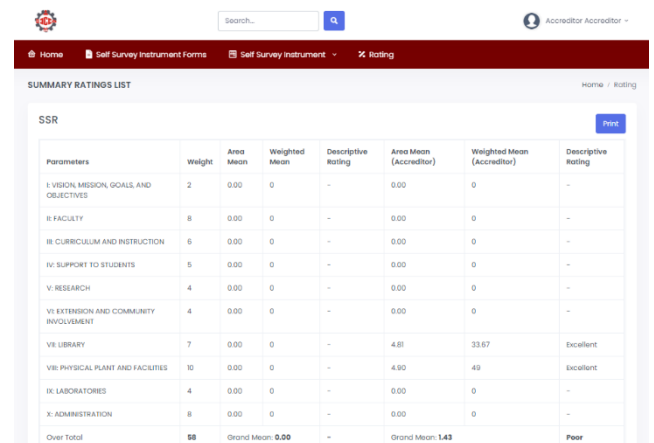 Search...
Accreditor Accreditor
Home Self Survey Instrument Forms Self Survey Instrument Rating
SUMMARY RATINGS LIST Home / Rating
SSR
Print
Parameters Weight Area Mean Weighted Mean Descriptive Rating Area Mean (Accreditor) Weighted Mean (Accreditor) Descriptive Rating
I: VISION, MISSION, GOALS, AND OBJECTIVES 2 0.00 0 - 0.00 0 -
II: FACULTY 8 0.00 0 - 0.00 0 -
III: CURRICULUM AND INSTRUCTION 6 0.00 0 - 0.00 0 -
IV: SUPPORT TO STUDENTS 5 0.00 0 - 0.00 0 -
V: RESEARCH 4 0.00 0 - 0.00 0 -
VI: EXTENSION AND COMMUNITY INVOLVEMENT 4 0.00 0 - 0.00 0 -
VII: LIBRARY 7 0.00 0 - 4.81 33.67 Excellent
VIII: PHYSICAL PLANT AND FACILITIES 10 0.00 0 - 4.90 49 Excellent
IX: LABORATORIES 4 0.00 0 - 0.00 0 -
X: ADMINISTRATION 8 0.00 0 - 0.00 0 -
Over Total 58 Grand Mean: 0.00 - Grand Mean: 1.43 Poor